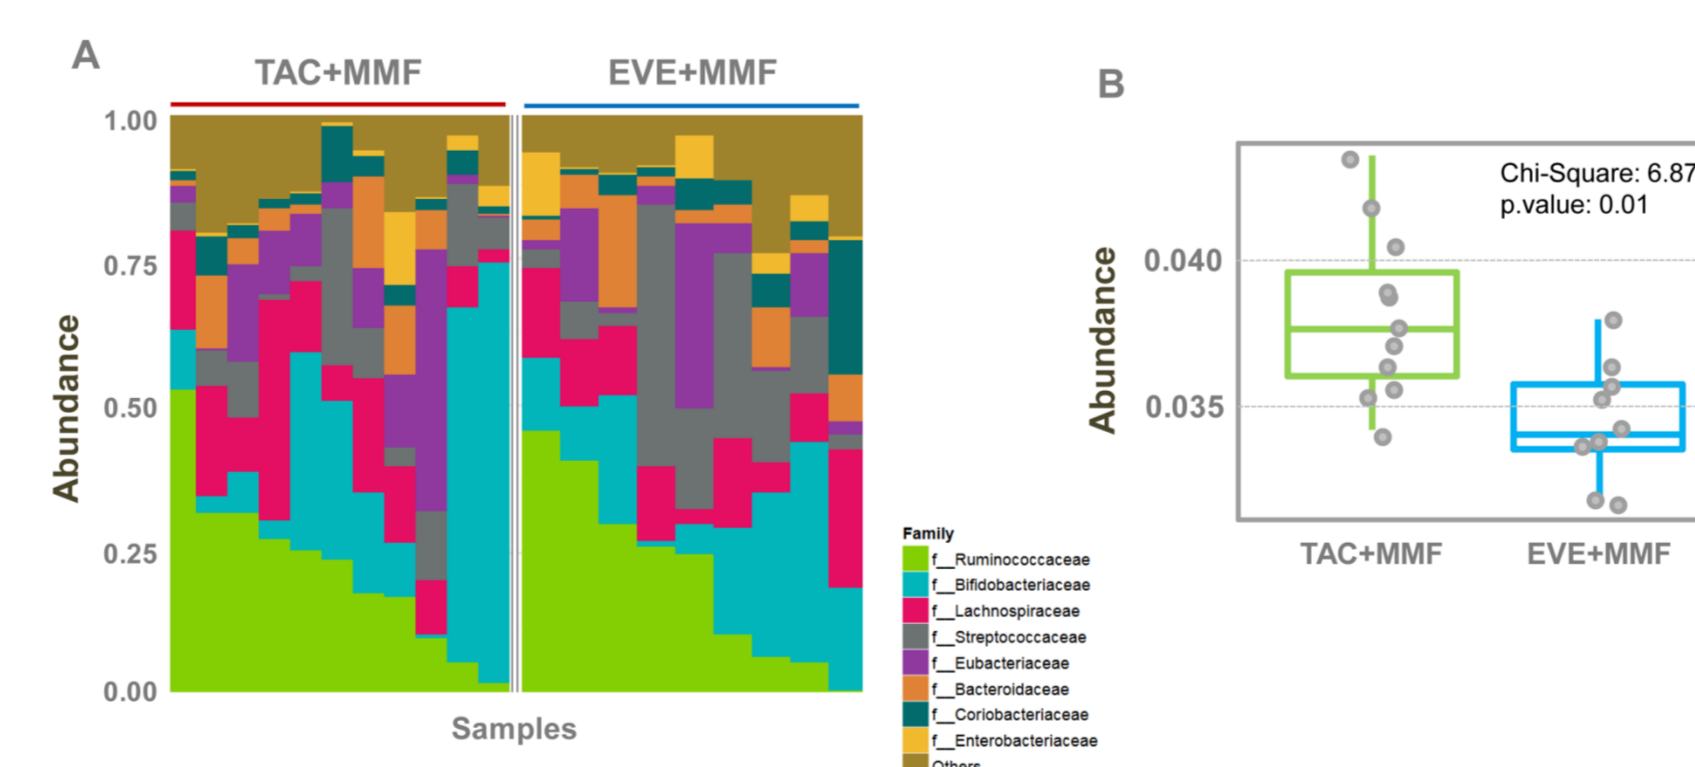 A
TAC+MMF
EVE+MMF
1.00
0.75
0.50
0.25
0.00
Abundance
Samples
Family
f__Ruminococcaceae
f__Bifidobacteriaceae
f__Lachnospiraceae
f__Streptococcaceae
f__Eubacteriaceae
f__Bacteroidaceae
f__Coriobacteriaceae
f__Enterobacteriaceae
Others
B
Chi-Square: 6.87
p.value: 0.01
0.040
0.035
Abundance
TAC+MMF
EVE+MMF